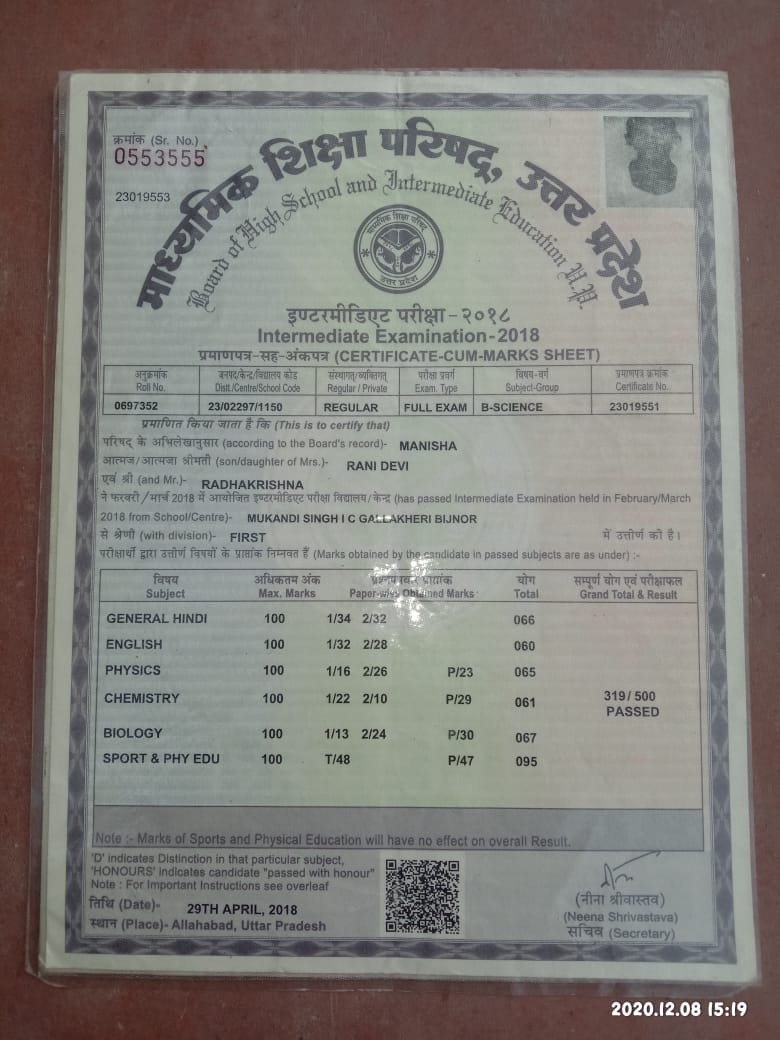 क्रमांक (Sr. No.)
0553555
23019553
माध्यमिक शिक्षा परिषद्, उत्तर प्रदेश
Board of High School and Intermediate Education U.P.
माध्यमिक शिक्षा परिषद्
उत्तर प्रदेश
इण्टरमीडिएट परीक्षा - २०१८
Intermediate Examination - 2018
प्रमाणपत्र-सह-अंकपत्र (CERTIFICATE-CUM-MARKS SHEET)
अनुक्रमांक जनपद/केन्द्र/विद्यालय कोड संस्थागत/व्यक्तिगत परीक्षा प्रवर्ग विषय-वर्ग प्रमाणपत्र क्रमांक
Roll No. Distt./Centre/School Code Regular / Private Exam. Type Subject-Group Certificate No.
0697352 23/02297/1150 REGULAR FULL EXAM B-SCIENCE 23019551
प्रमाणित किया जाता है कि (This is to certify that)
परिषद् के अभिलेखानुसार (according to the Board's record)- MANISHA
आत्मज/आत्मजा श्रीमती (son/daughter of Mrs.)- RANI DEVI
एवं श्री (and Mr.)- RADHAKRISHNA
ने फरवरी/मार्च 2018 में आयोजित इण्टरमीडिएट परीक्षा विद्यालय/केन्द्र (has passed Intermediate Examination held in February/March
2018 from School/Centre)- MUKANDI SINGH I C GALLAKHERI BIJNOR
से श्रेणी (with division)- FIRST में उत्तीर्ण की है।
परीक्षार्थी द्वारा उत्तीर्ण विषयों के प्राप्तांक निम्नवत हैं (Marks obtained by the candidate in passed subjects are as under) :-
विषय अधिकतम अंक प्राप्तांक योग सम्पूर्ण योग एवं परीक्षाफल
Subject Max. Marks Paper-wise Obtained Marks Total Grand Total & Result
GENERAL HINDI 100 1/34 2/32 066
ENGLISH 100 1/32 2/28 060
PHYSICS 100 1/16 2/26 P/23 065
CHEMISTRY 100 1/22 2/10 P/29 061 319/500
PASSED
BIOLOGY 100 1/13 2/24 P/30 067
SPORT & PHY EDU 100 T/48 P/47 095
Note :- Marks of Sports and Physical Education will have no effect on overall Result.
'D' indicates Distinction in that particular subject,
'HONOURS' indicates candidate "passed with honour"
Note : For Important Instructions see overleaf
तिथि (Date)- 29TH APRIL, 2018
स्थान (Place)- Allahabad, Uttar Pradesh
(नीना श्रीवास्तव)
(Neena Shrivastava)
सचिव (Secretary)
2020.12.08 15:19